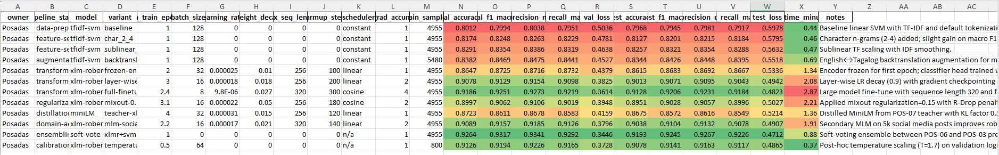 A B C D E F G H I J K L M N O P Q R S T U V W X Y Z AA AB AC
owner peline_sta model variant _train_epo batch_size earning_rat eight_deca x_seq_len armup_ste scheduler rad_accum ain_sample al_accurac al_f1_macr recision_m _recall_ma val_loss est_accurac st_f1_macr recision_m _recall_ma test_loss time_minu notes
Posadas data-prep tfidf-svm baseline 1 128 0 0 0 0 constant 1 4955 0.8012 0.7994 0.8038 0.7951 0.5036 0.7968 0.7945 0.7981 0.7917 0.5978 0.44 Baseline linear SVM with TF-IDF and default tokenizati
Posadas feature-se tfidf-svm char_2_4 1 128 0 0 0 0 constant 1 4955 0.8174 0.8248 0.8263 0.8229 0.4781 0.8127 0.8201 0.8215 0.8184 0.5795 0.46 Character n-grams (2-4) added; slight gain on macro F1
Posadas feature-se tfidf-svm sublinear_ 1 128 0 0 0 0 constant 1 4955 0.8291 0.8354 0.8386 0.8319 0.4638 0.8257 0.8321 0.8354 0.8288 0.5632 0.47 Sublinear TF scaling with IDF smoothing.
Posadas augmenta tfidf-svm backtransl 1 128 0 0 0 0 constant 1 5480 0.8382 0.8469 0.8475 0.8441 0.4527 0.8344 0.8426 0.8448 0.8395 0.5518 0.69 English↔Tagalog backtranslation augmentation for m
Posadas transform xlm-rober frozen-en 2 32 0.000025 0.01 256 100 linear 1 4955 0.8647 0.8725 0.8716 0.8732 0.4379 0.8615 0.8683 0.8692 0.8667 0.5336 1.34 Encoder frozen for first epoch; classifier head trained w
Posadas transform xlm-rober layer-wise 3 16 0.000018 0.018 256 200 linear 2 4955 0.9078 0.9129 0.9154 0.9098 0.3825 0.9013 0.9071 0.9095 0.9043 0.4942 2.08 Layer-wise LR decay (0.9) with gradient checkpointing
Posadas transform xlm-rober full-finetu 2.4 8 9.8E-06 0.027 320 300 cosine 4 4955 0.9186 0.9251 0.9273 0.9219 0.3614 0.9128 0.9206 0.9231 0.9184 0.4823 2.87 Large model fine-tune with sequence length 320 and f
Posadas regulariza xlm-rober mixout-0. 3.1 16 0.000022 0.05 256 180 cosine 2 4955 0.8997 0.9062 0.9106 0.9019 0.3948 0.8951 0.9028 0.9057 0.8996 0.5027 2.21 Applied mixout regularization=0.15 with R-Drop penalt
Posadas distillation miniLM teacher-xl 4 32 0.000031 0.015 256 120 linear 1 4955 0.8723 0.8611 0.8678 0.8583 0.4159 0.8675 0.8572 0.8616 0.8549 0.5214 1.36 Distilled MiniLM from POS-07 teacher with KL factor 0.5
Posadas domain-a xlm-rober mlm-socia 2.2 16 0.000017 0.021 320 140 linear 2 4955 0.9089 0.9157 0.9185 0.9126 0.3796 0.9038 0.9104 0.9132 0.9078 0.4907 1.91 Secondary MLM on 5k social media posts improves rob
Posadas ensemblin soft-vote xlmr+svm 1 0 0 0 0 0 n/a 1 4955 0.9264 0.9317 0.9341 0.9292 0.3446 0.9193 0.9245 0.9267 0.9226 0.4712 0.88 Soft-voting ensemble between POS-06 and POS-03 pre
Posadas calibration xlm-rober temperatu 0.5 64 0 0 0 0 n/a 1 800 0.9126 0.9194 0.9226 0.9165 0.3728 0.9078 0.9141 0.9163 0.9117 0.4865 0.37 Post-hoc temperature scaling (T=1.7) on validation logi